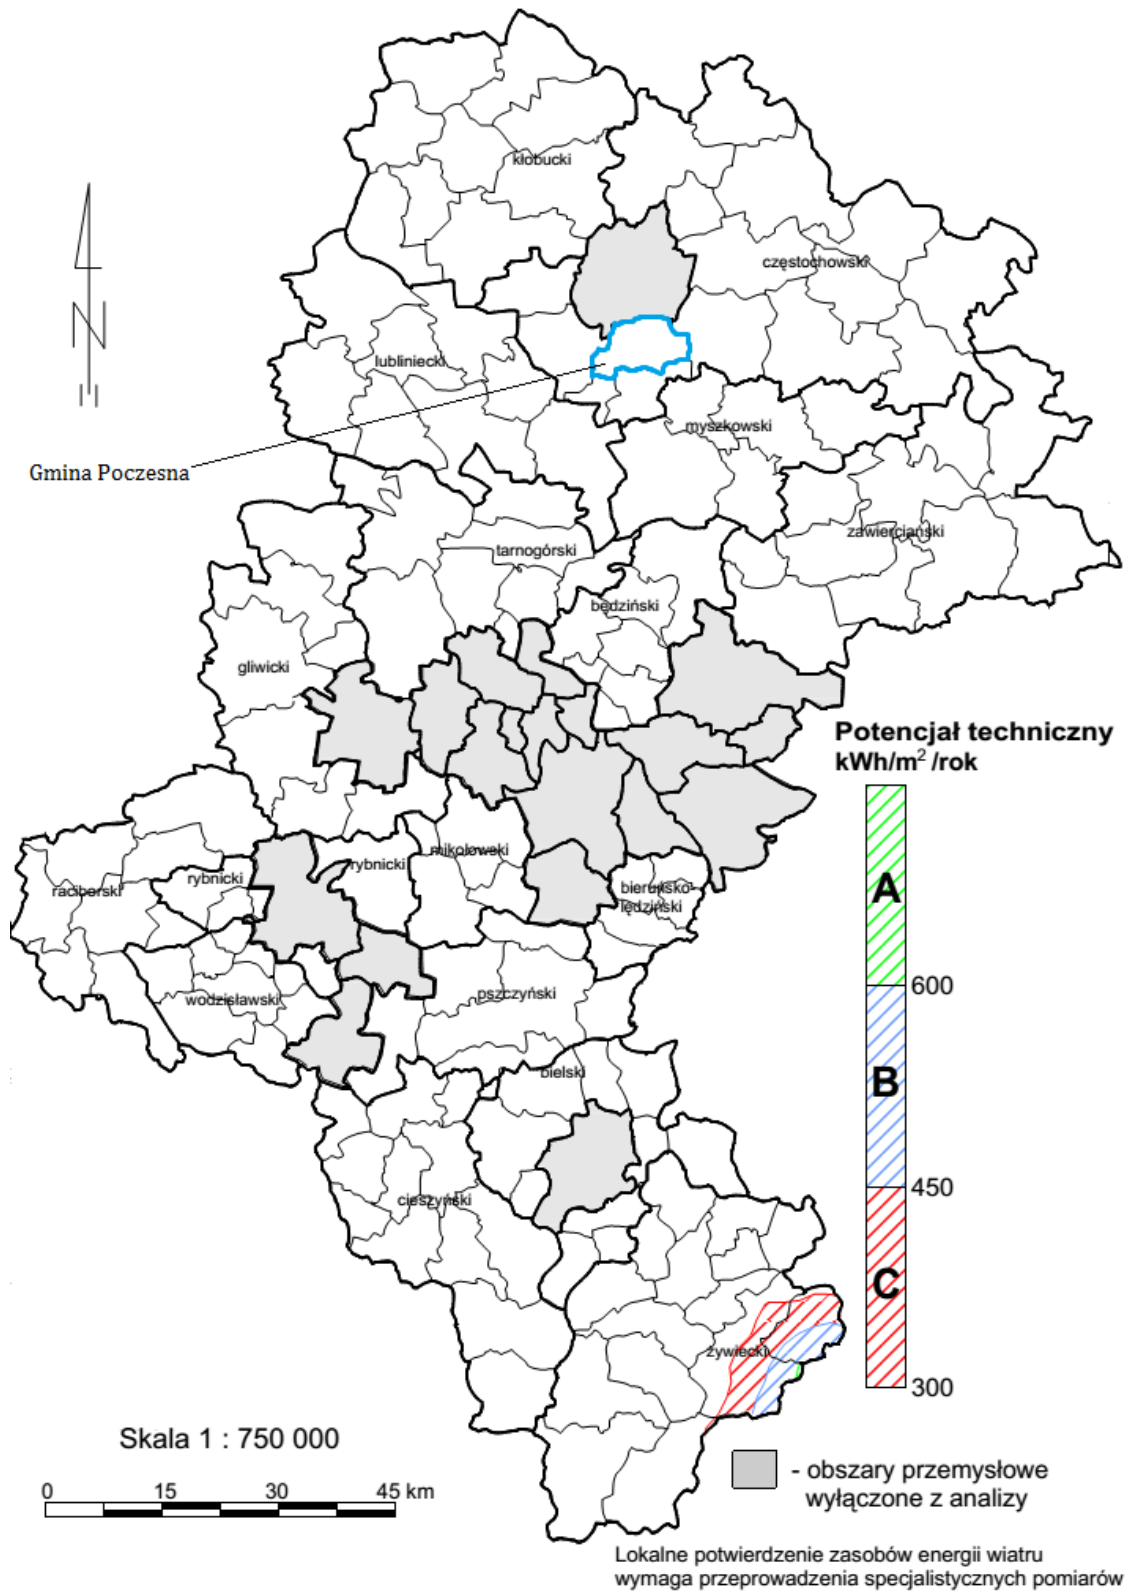 kłobucki
częstochowski
lubliniecki
myszkowski
Gmina Poczesna
zawierciański
tarnogórski
będziński
gliwicki
Potencjał techniczny
kWh/m² /rok
A
mikołowski
rybnicki
rybnicki
raciborski
bieruńsko-
lędziński
600
pszczyński
wodzisławski
bielski
B
450
cieszyński
C
żywiecki
300
Skala 1 : 750 000
0 15 30 45 km
- obszary przemysłowe
wyłączone z analizy
Lokalne potwierdzenie zasobów energii wiatru
wymaga przeprowadzenia specjalistycznych pomiarów
N